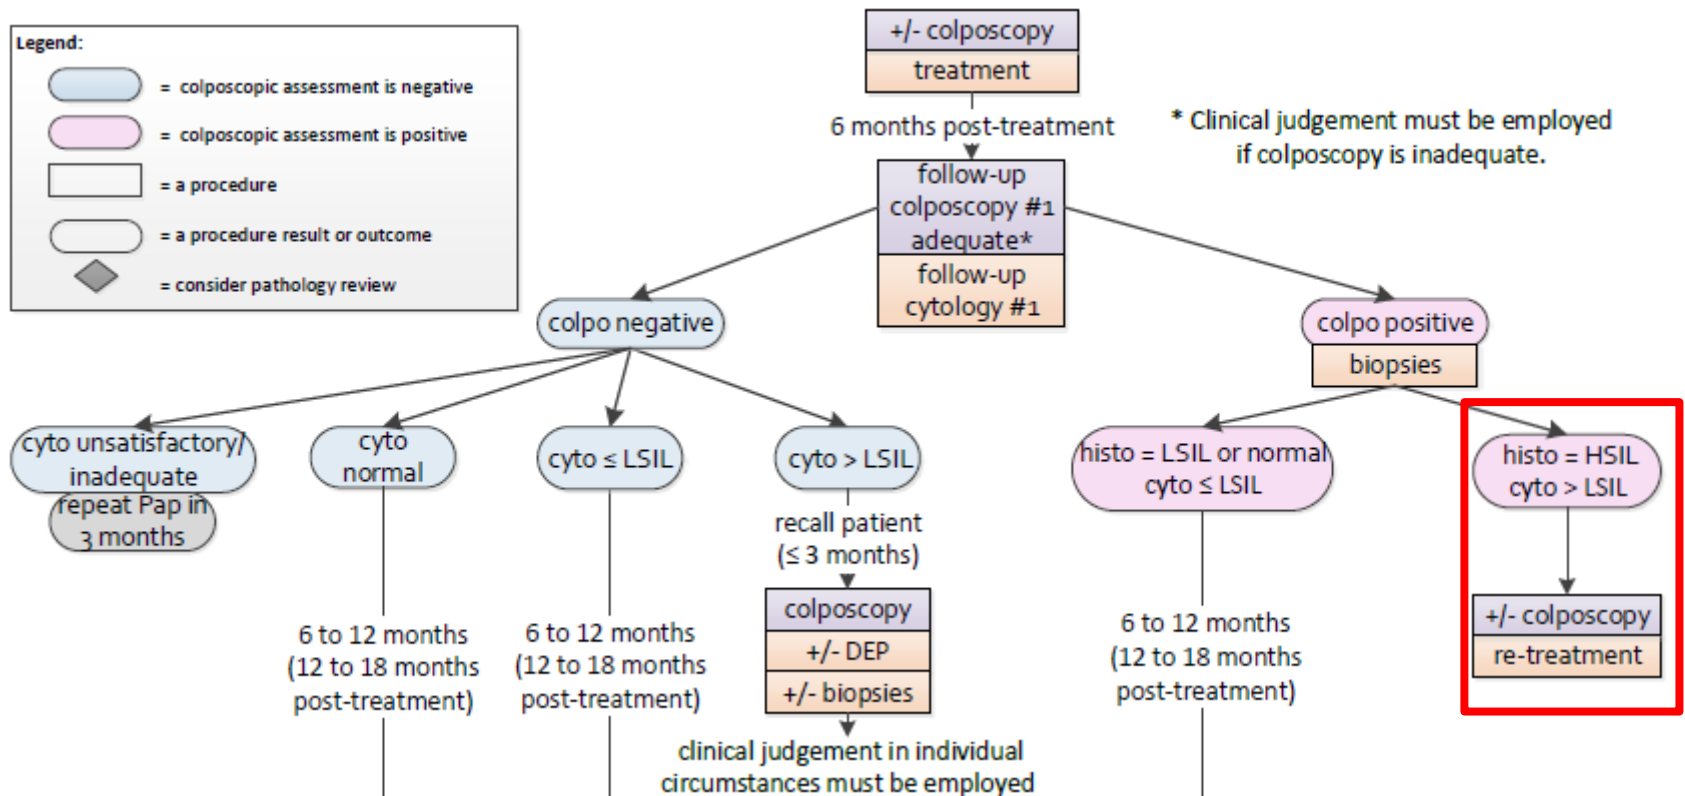 Legend:
= colposcopic assessment is negative
= colposcopic assessment is positive
= a procedure
= a procedure result or outcome
= consider pathology review
+/- colposcopy
treatment
6 months post-treatment
* Clinical judgement must be employed
if colposcopy is inadequate.
follow-up
colposcopy #1
adequate*
follow-up
cytology #1
colpo negative
colpo positive
biopsies
cyto unsatisfactory/
inadequate
repeat Pap in
3 months
cyto
normal
cyto ≤ LSIL
cyto > LSIL
histo = LSIL or normal
cyto ≤ LSIL
histo = HSIL
cyto > LSIL
recall patient
(≤ 3 months)
colposcopy
+/- DEP
+/- biopsies
6 to 12 months
(12 to 18 months
post-treatment)
6 to 12 months
(12 to 18 months
post-treatment)
6 to 12 months
(12 to 18 months
post-treatment)
+/- colposcopy
re-treatment
clinical judgement in individual
circumstances must be employed